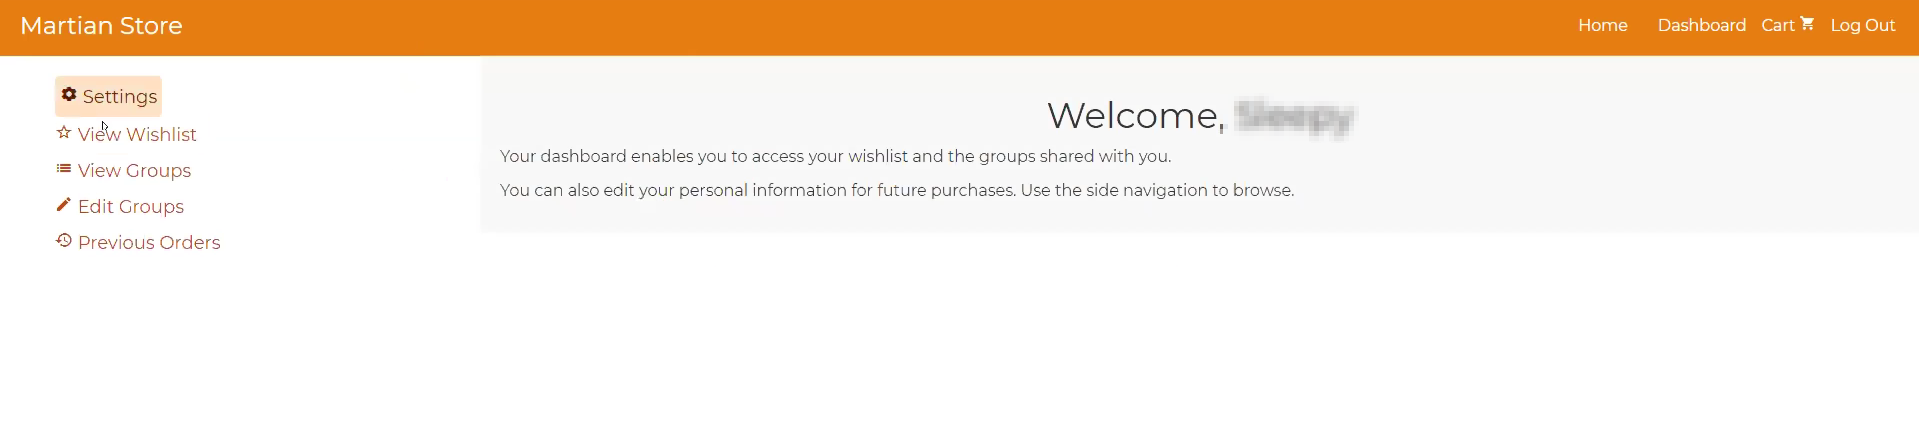 Martian Store
Home Dashboard Cart Log Out
Settings
View Wishlist
View Groups
Edit Groups
Previous Orders
Welcome,
Your dashboard enables you to access your wishlist and the groups shared with you.
You can also edit your personal information for future purchases. Use the side navigation to browse.